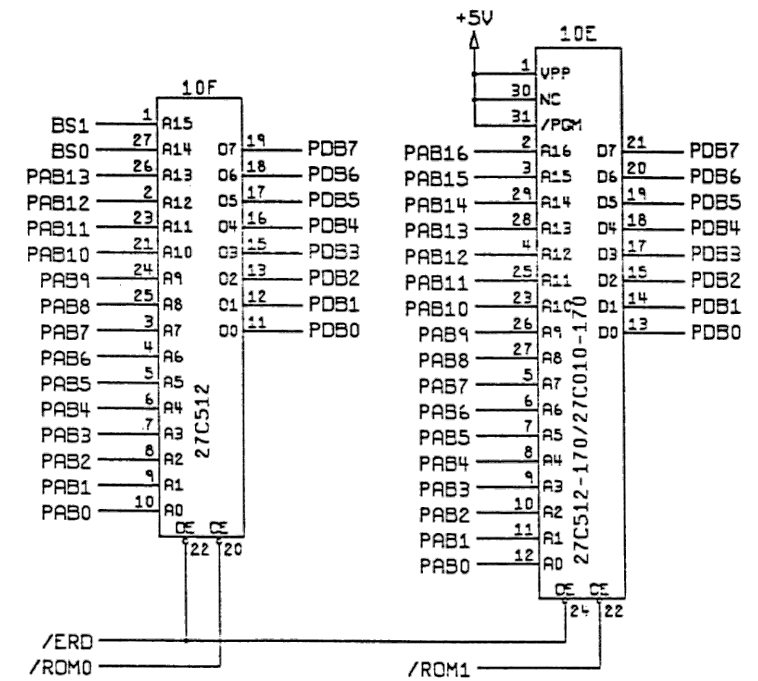 +5V
10E
10F
1 VPP
30 NC
31 /PGM
BS1 1 A15
BS0 27 A14 O7 19 PDB7
PAB13 26 A13 O6 18 PDB6
PAB12 2 A12 O5 17 PDB5
PAB11 23 A11 O4 16 PDB4
PAB10 21 A10 O3 15 PDB3
PAB9 24 A9 O2 13 PDB2
PAB8 25 A8 O1 12 PDB1
PAB7 3 A7 O0 11 PDB0
PAB6 4 A6
PAB5 5 A5
PAB4 6 A4
PAB3 7 A3
PAB2 8 A2
PAB1 9 A1
PAB0 10 A0
27C512
OE CE
22 20
PAB16 2 A16 D7 21 PDB7
PAB15 3 A15 D6 20 PDB6
PAB14 29 A14 D5 19 PDB5
PAB13 28 A13 D4 18 PDB4
PAB12 4 A12 D3 17 PDB3
PAB11 25 A11 D2 15 PDB2
PAB10 23 A10 D1 14 PDB1
PAB9 26 A9 D0 13 PDB0
PAB8 27 A8
PAB7 5 A7
PAB6 6 A6
PAB5 7 A5
PAB4 8 A4
PAB3 9 A3
PAB2 10 A2
PAB1 11 A1
PAB0 12 A0
27C512-170/27C010-170
OE CE
24 22
/ERD
/ROM0
/ROM1